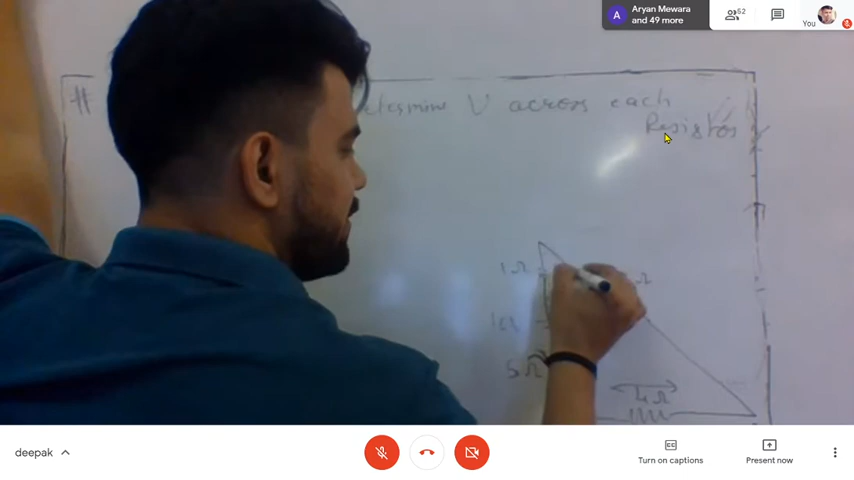 Aryan Mewara
and 49 more
62
A
You
# etermine V across each
Resistor
1Ω
Ω
5Ω
4Ω
deepak
Turn on captions
Present now